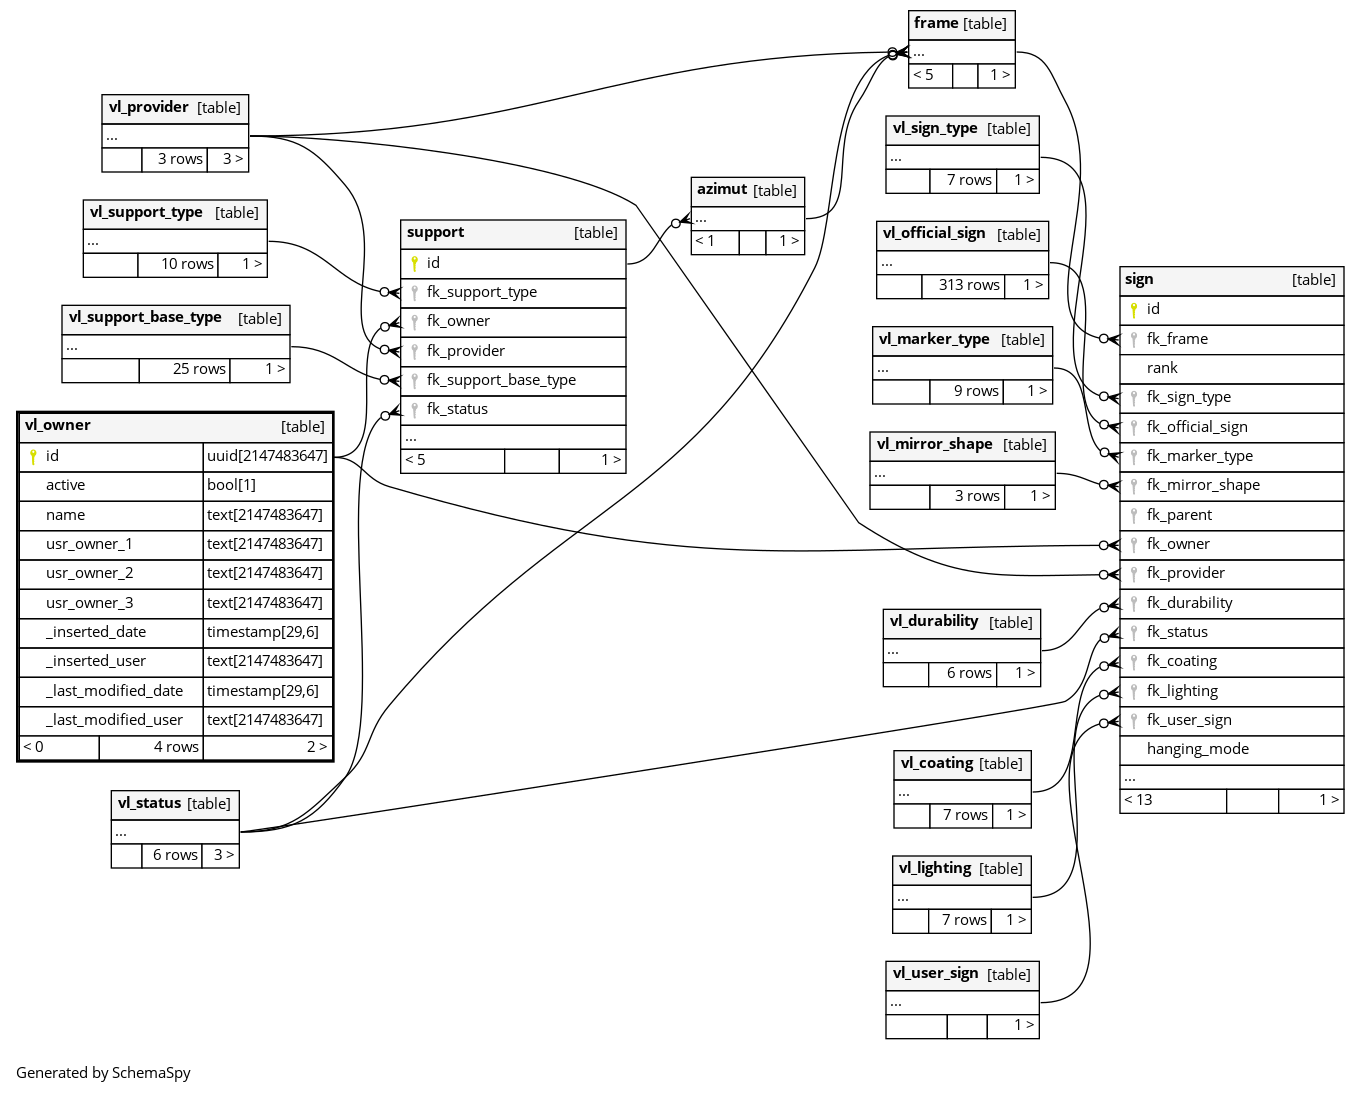 frame [table]
...
< 5 1 >
vl_provider [table]
...
3 rows 3 >
vl_sign_type [table]
...
7 rows 1 >
azimut [table]
...
< 1 1 >
vl_support_type [table]
...
10 rows 1 >
support [table]
id
fk_support_type
fk_owner
fk_provider
fk_support_base_type
fk_status
...
< 5 1 >
vl_official_sign [table]
...
313 rows 1 >
sign [table]
id
fk_frame
rank
fk_sign_type
fk_official_sign
fk_marker_type
fk_mirror_shape
fk_parent
fk_owner
fk_provider
fk_durability
fk_status
fk_coating
fk_lighting
fk_user_sign
hanging_mode
...
< 13 1 >
vl_support_base_type [table]
...
25 rows 1 >
vl_marker_type [table]
...
9 rows 1 >
vl_owner [table]
id uuid[2147483647]
active bool[1]
name text[2147483647]
usr_owner_1 text[2147483647]
usr_owner_2 text[2147483647]
usr_owner_3 text[2147483647]
_inserted_date timestamp[29,6]
_inserted_user text[2147483647]
_last_modified_date timestamp[29,6]
_last_modified_user text[2147483647]
< 0 4 rows 2 >
vl_mirror_shape [table]
...
3 rows 1 >
vl_durability [table]
...
6 rows 1 >
vl_coating [table]
...
7 rows 1 >
vl_status [table]
...
6 rows 3 >
vl_lighting [table]
...
7 rows 1 >
vl_user_sign [table]
...
1 >
Generated by SchemaSpy